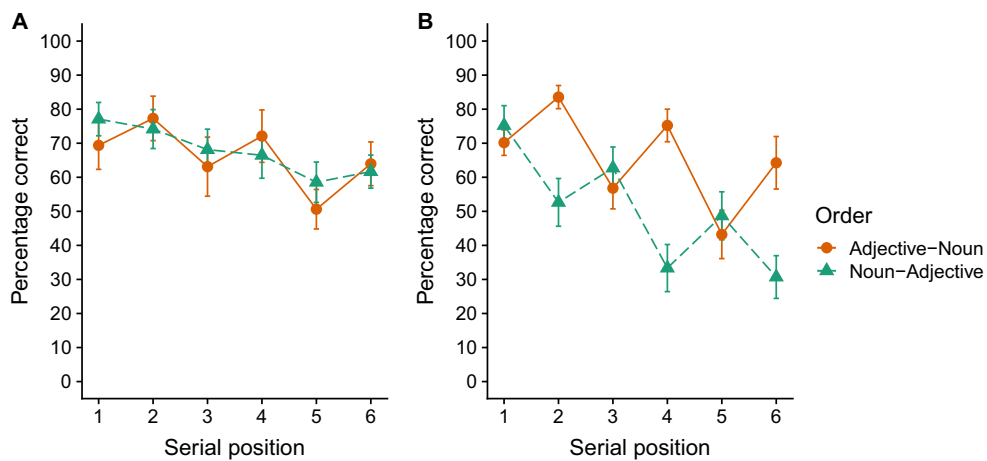 A
100
90
80
70
60
50
40
30
20
10
0
Percentage correct
1 2 3 4 5 6
Serial position
B
100
90
80
70
60
50
40
30
20
10
0
Percentage correct
1 2 3 4 5 6
Serial position
Order
Adjective−Noun
Noun−Adjective